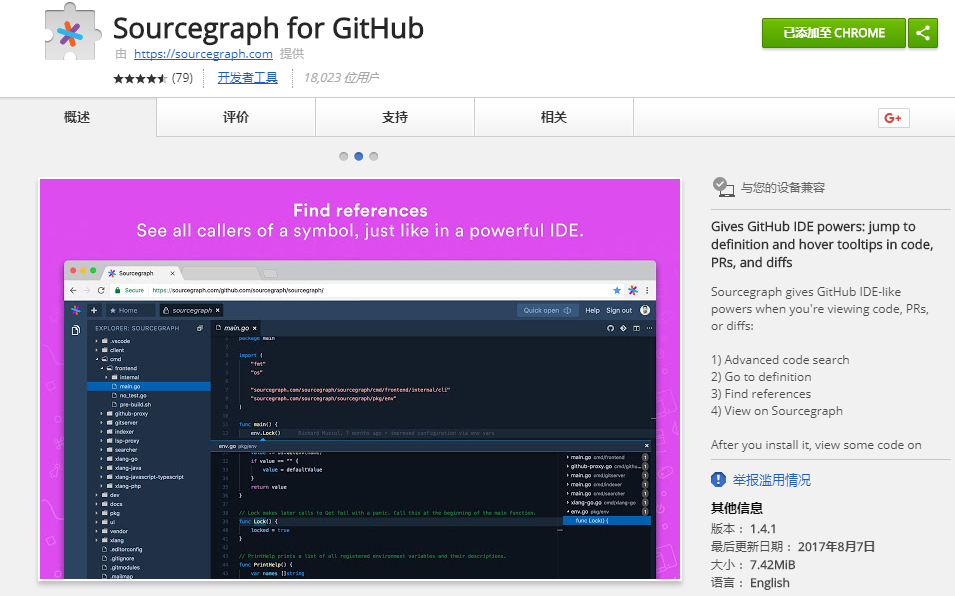 Sourcegraph for GitHub
由 https://sourcegraph.com 提供
(79) 开发者工具 18,023 位用户
已添加至 CHROME
概述 评价 支持 相关 G+
Find references
See all callers of a symbol, just like in a powerful IDE.
Sourcegraph
Secure https://sourcegraph.com/github.com/sourcegraph/sourcegraph/
Home sourcegraph Quick open Help Sign out
EXPLORER: SOURCEGRAPH
.vscode
client
cmd
frontend
internal
main.go
no_test.go
pre-build.sh
github-proxy
gitserver
indexer
lsp-proxy
searcher
xlang-go
xlang-java
xlang-javascript-typescript
xlang-php
dev
docs
pkg
ui
vendor
xlang
.editorconfig
.gitignore
.gitmodules
.mailmap
main.go
package main
import (
"fmt"
"os"
"sourcegraph.com/sourcegraph/sourcegraph/cmd/frontend/internal/cli"
"sourcegraph.com/sourcegraph/sourcegraph/pkg/env"
)
func main() {
env.Lock()
env.go pkg/env
if value == "" {
value = defaultValue
}
return value
}
// Lock makes later calls to Get fail with a panic. Call this at the beginning of the main function.
func Lock() {
locked = true
}
// PrintHelp prints a list of all registered environment variables and their descriptions.
func PrintHelp() {
var names []string
main.go cmd/frontend 1
github-proxy.go cmd/githu... 1
main.go cmd/gitserver 1
main.go cmd/indexer 1
main.go cmd/searcher 1
xlang-go.go cmd/xlang-go 1
env.go pkg/env 1
func Lock() {
与您的设备兼容
Gives GitHub IDE powers: jump to
definition and hover tooltips in code,
PRs, and diffs
Sourcegraph gives GitHub IDE-like
powers when you're viewing code, PRs,
or diffs:
1) Advanced code search
2) Go to definition
3) Find references
4) View on Sourcegraph
After you install it, view some code on
举报滥用情况
其他信息
版本： 1.4.1
最后更新日期： 2017年8月7日
大小： 7.42MiB
语言： English